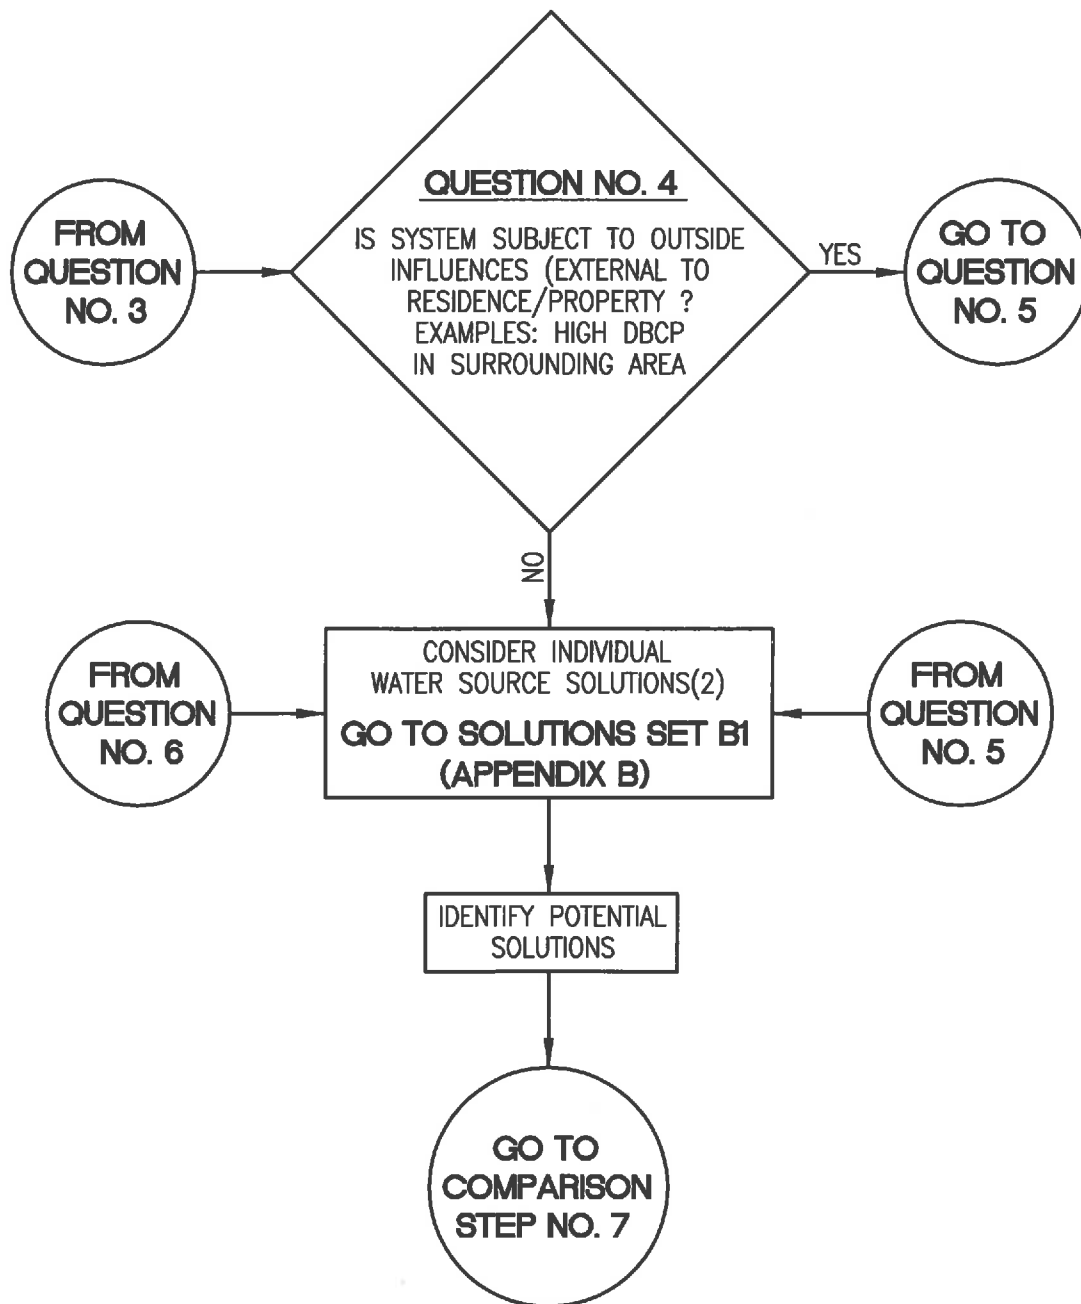 QUESTION NO. 4
IS SYSTEM SUBJECT TO OUTSIDE
INFLUENCES (EXTERNAL TO
RESIDENCE/PROPERTY ?
EXAMPLES: HIGH DBCP
IN SURROUNDING AREA
FROM
QUESTION
NO. 3
YES
GO TO
QUESTION
NO. 5
NO
CONSIDER INDIVIDUAL
WATER SOURCE SOLUTIONS(2)
GO TO SOLUTIONS SET B1
(APPENDIX B)
FROM
QUESTION
NO. 6
FROM
QUESTION
NO. 5
IDENTIFY POTENTIAL
SOLUTIONS
GO TO
COMPARISON
STEP NO. 7